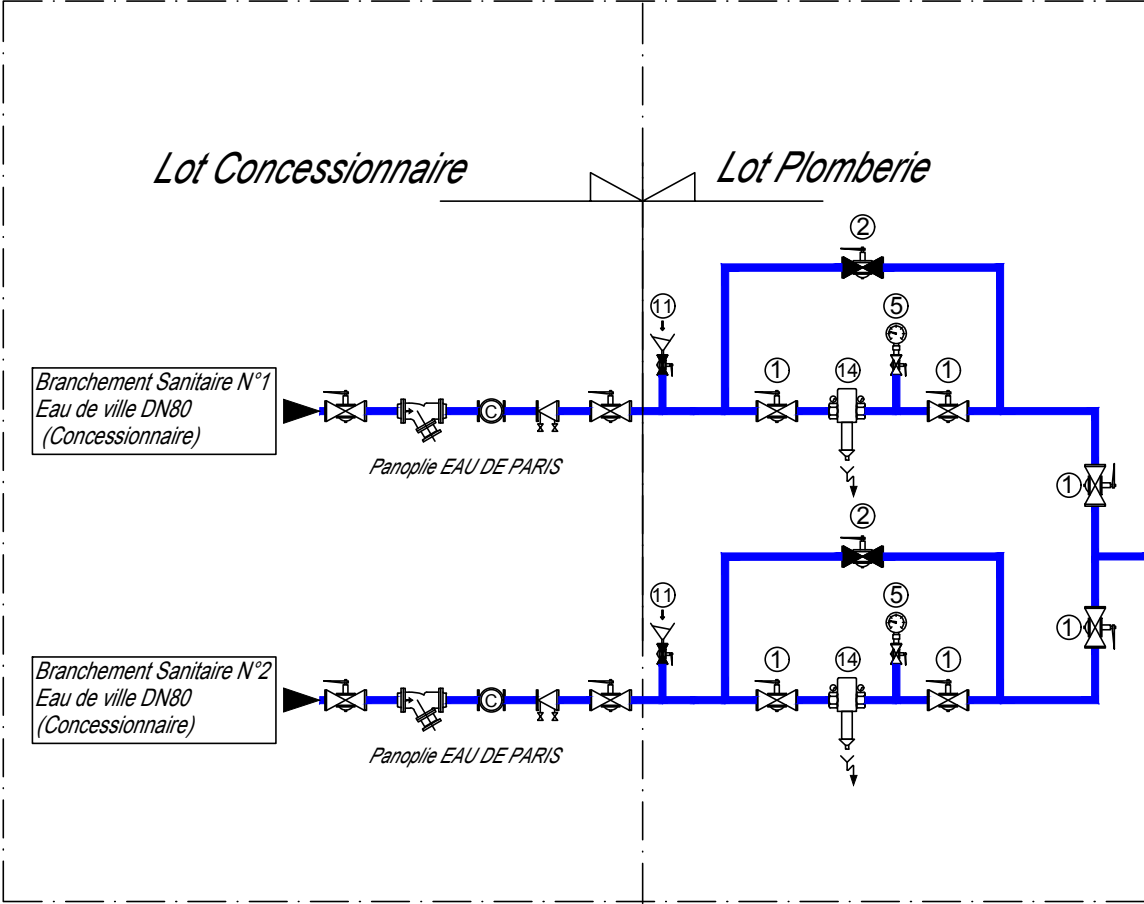 Lot Concessionnaire
Lot Plomberie
2
11
5
Branchement Sanitaire N°1
Eau de ville DN80
(Concessionnaire)
C
1
14
1
Panoplie EAU DE PARIS
1
2
11
5
1
Branchement Sanitaire N°2
Eau de ville DN80
(Concessionnaire)
C
1
14
1
Panoplie EAU DE PARIS